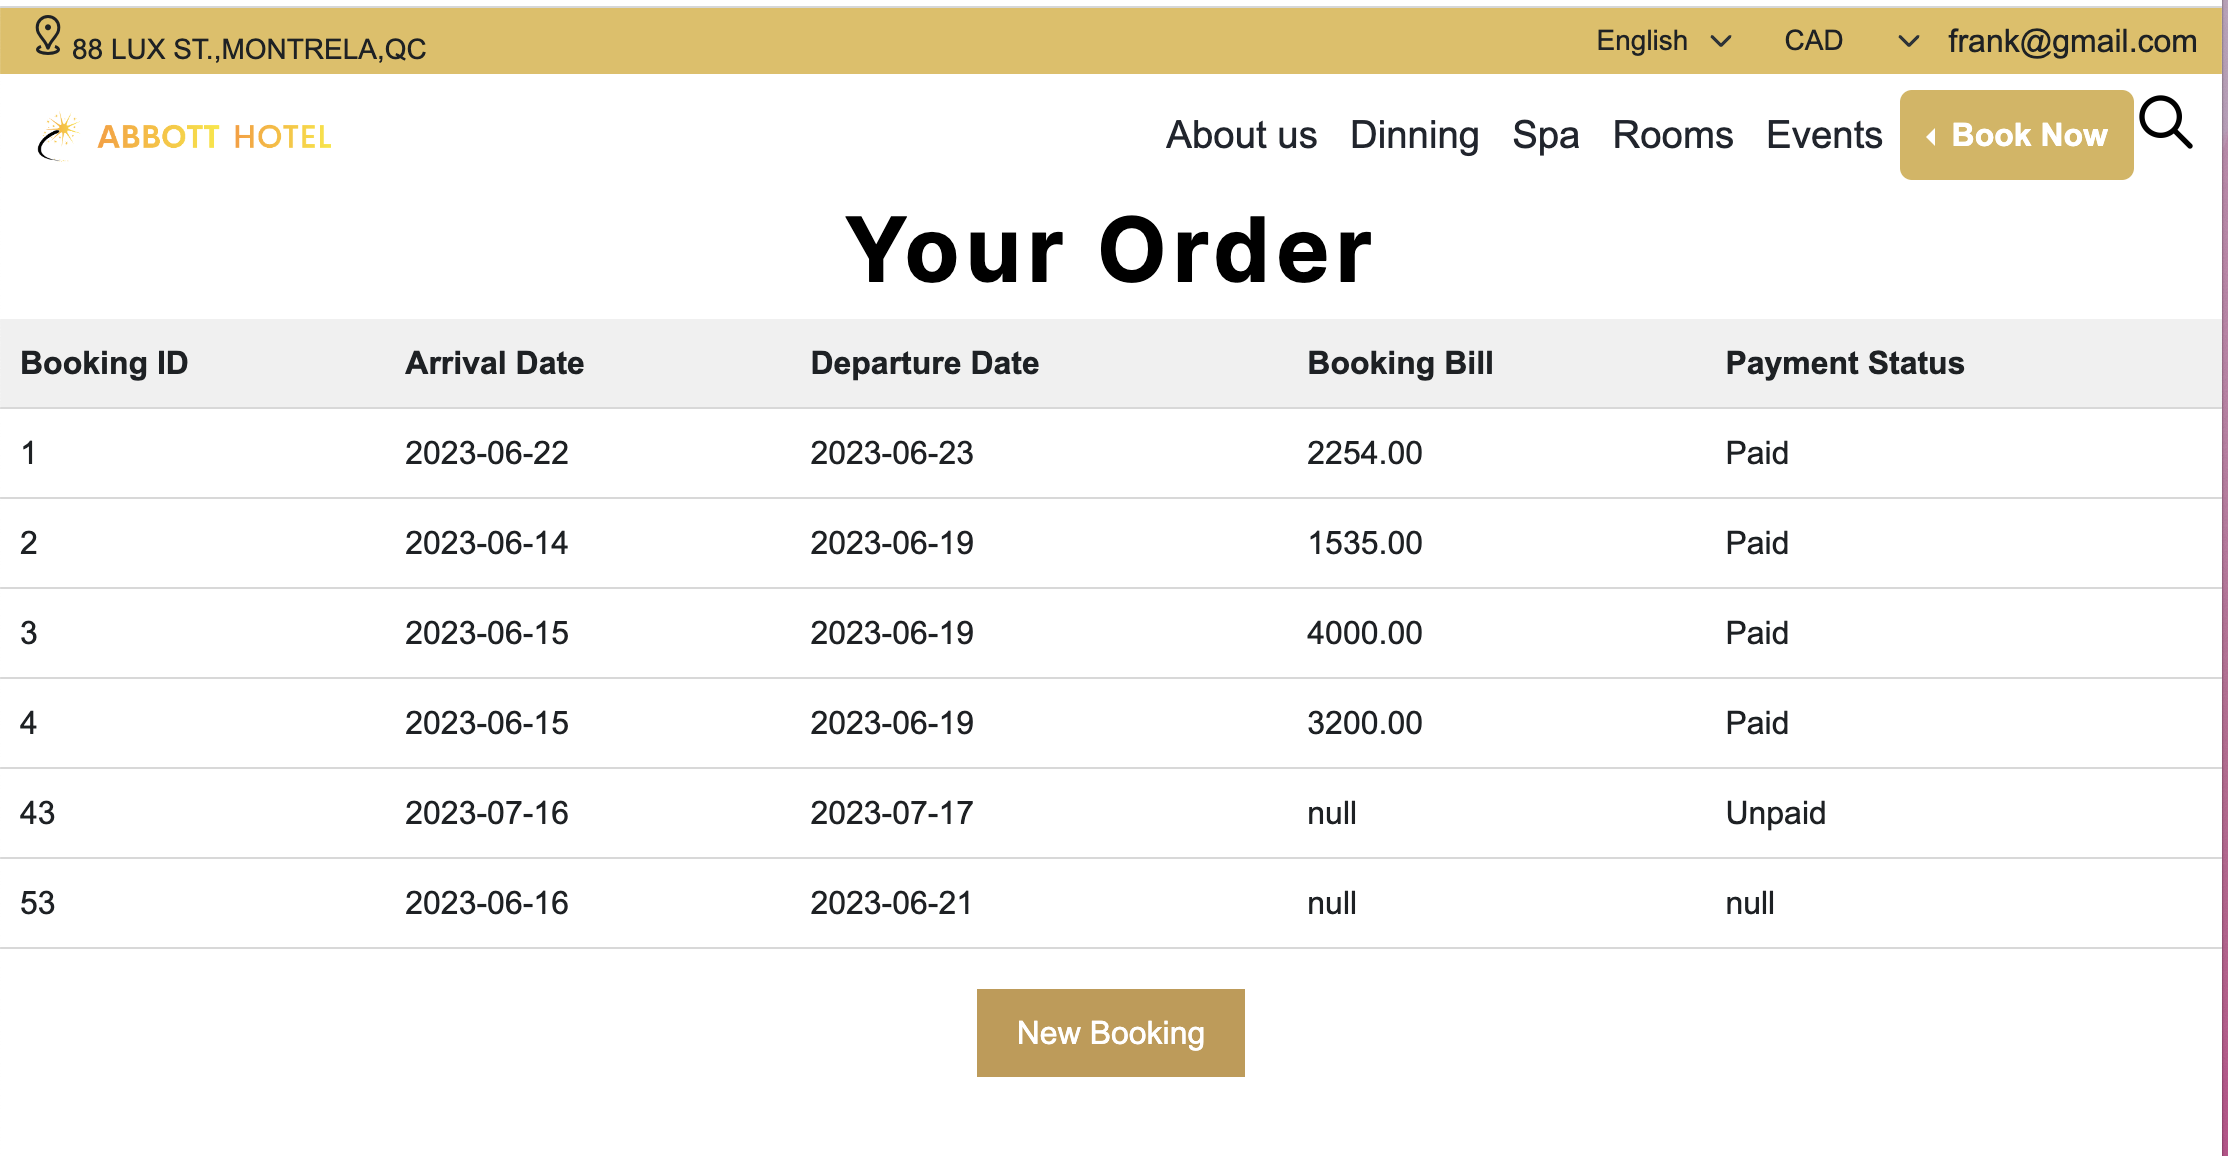 88 LUX ST.,MONTRELA,QC English CAD frank@gmail.com
ABBOTT HOTEL About us Dinning Spa Rooms Events Book Now
Your Order
Booking ID Arrival Date Departure Date Booking Bill Payment Status
1 2023-06-22 2023-06-23 2254.00 Paid
2 2023-06-14 2023-06-19 1535.00 Paid
3 2023-06-15 2023-06-19 4000.00 Paid
4 2023-06-15 2023-06-19 3200.00 Paid
43 2023-07-16 2023-07-17 null Unpaid
53 2023-06-16 2023-06-21 null null
New Booking